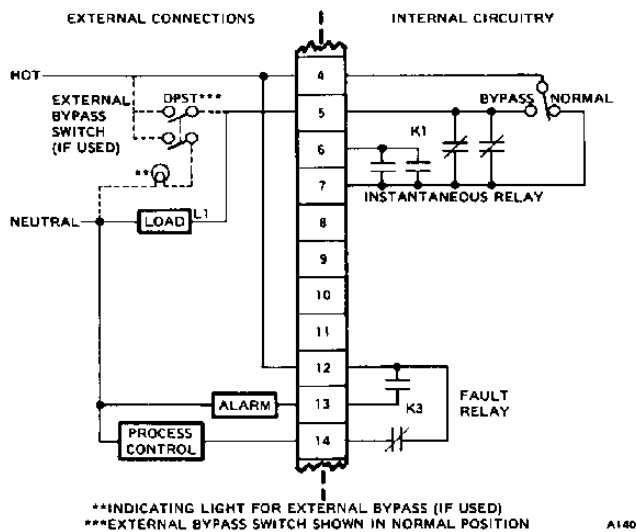 EXTERNAL CONNECTIONS
INTERNAL CIRCUITRY
HOT
4
EXTERNAL
BYPASS
SWITCH
(IF USED)
DPST***
5
BYPASS
NORMAL
K1
6
**
7
INSTANTANEOUS RELAY
NEUTRAL
LOAD
L1
8
9
10
11
12
ALARM
13
K3
FAULT
RELAY
PROCESS
CONTROL
14
**INDICATING LIGHT FOR EXTERNAL BYPASS (IF USED)
***EXTERNAL BYPASS SWITCH SHOWN IN NORMAL POSITION
A140